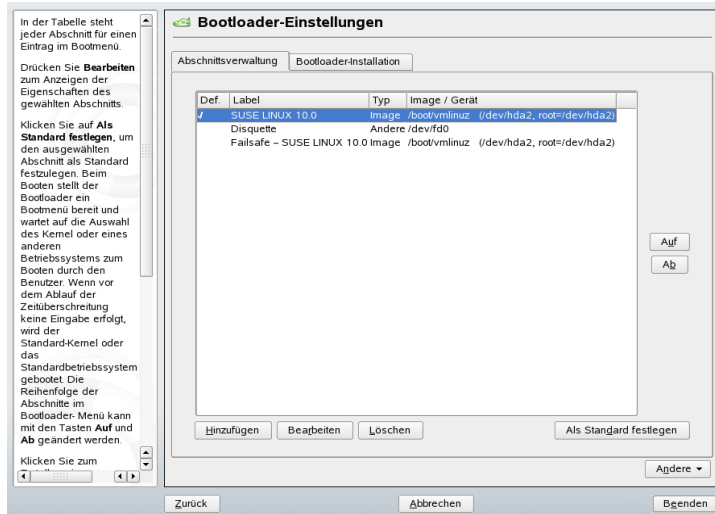 In der Tabelle steht
jeder Abschnitt für einen
Eintrag im Bootmenü.
Drücken Sie Bearbeiten
zum Anzeigen der
Eigenschaften des
gewählten Abschnitts.
Klicken Sie auf Als
Standard festlegen, um
den ausgewählten
Abschnitt als Standard
festzulegen. Beim
Booten stellt der
Bootloader ein
Bootmenü bereit und
wartet auf die Auswahl
des Kernel oder eines
anderen
Betriebssystems zum
Booten durch den
Benutzer. Wenn vor
dem Ablauf der
Zeitüberschreitung
keine Eingabe erfolgt,
wird der
Standard-Kernel oder
das
Standardbetriebssystem
gebootet. Die
Reihenfolge der
Abschnitte im
Bootloader- Menü kann
mit den Tasten Auf und
Ab geändert werden.
Klicken Sie zum
Bootloader-Einstellungen
Abschnittsverwaltung Bootloader-Installation
Def. Label Typ Image / Gerät
SUSE LINUX 10.0 Image /boot/vmlinuz (/dev/hda2, root=/dev/hda2)
Disquette Andere /dev/fd0
Failsafe – SUSE LINUX 10.0 Image /boot/vmlinuz (/dev/hda2, root=/dev/hda2)
Auf
Ab
Hinzufügen Bearbeiten Löschen Als Standard festlegen
Andere
Zurück Abbrechen Beenden